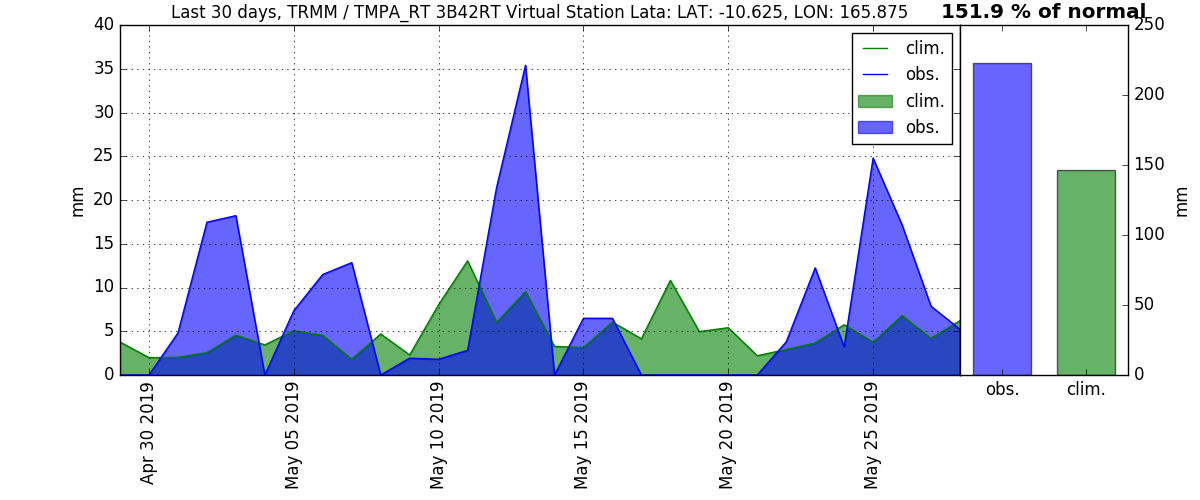 Last 30 days, TRMM / TMPA_RT 3B42RT Virtual Station Lata: LAT: -10.625, LON: 165.875
151.9 % of normal
40
35
30
25
20
15
10
5
0
mm
clim.
obs.
clim.
obs.
Apr 30 2019
May 05 2019
May 10 2019
May 15 2019
May 20 2019
May 25 2019
250
200
150
100
50
0
mm
obs.
clim.